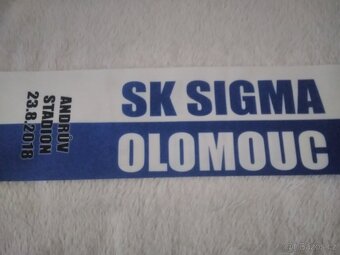 SK SIGMA
OLOMOUC
ANDRŮV
STADION
23.8.2018